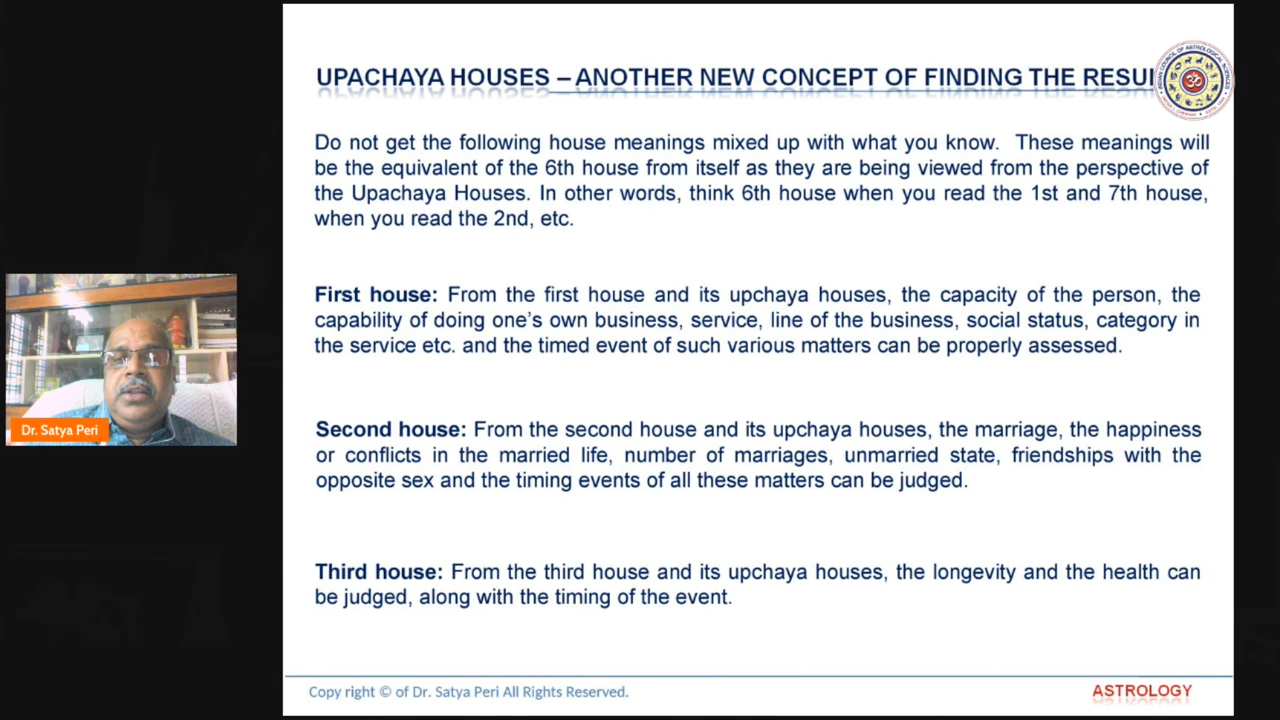 UPACHAYA HOUSES – ANOTHER NEW CONCEPT OF FINDING THE
Do not get the following house meanings mixed up with what you know. These meanings will
be the equivalent of the 6th house from itself as they are being viewed from the perspective of
the Upachaya Houses. In other words, think 6th house when you read the 1st and 7th house,
when you read the 2nd, etc.
First house: From the first house and its upchaya houses, the capacity of the person, the
capability of doing one's own business, service, line of the business, social status, category in
the service etc. and the timed event of such various matters can be properly assessed.
Second house: From the second house and its upchaya houses, the marriage, the happiness
or conflicts in the married life, number of marriages, unmarried state, friendships with the
opposite sex and the timing events of all these matters can be judged.
Third house: From the third house and its upchaya houses, the longevity and the health can
be judged, along with the timing of the event.
Dr. Satya Peri
Copy right © of Dr. Satya Peri All Rights Reserved.
ASTROLOGY